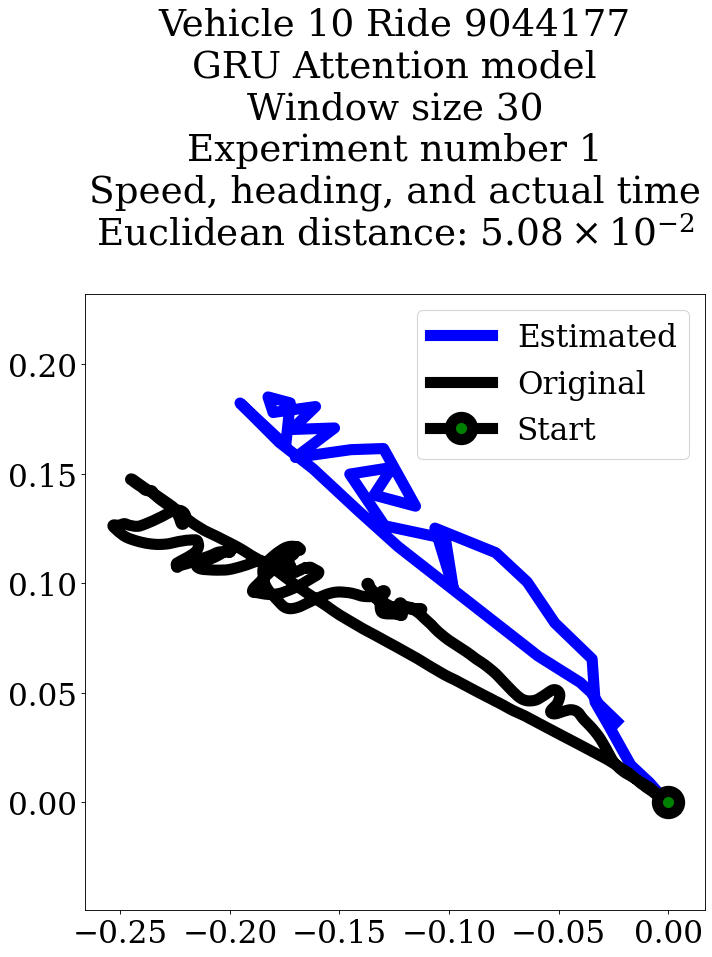 Vehicle 10 Ride 9044177
GRU Attention model
Window size 30
Experiment number 1
Speed, heading, and actual time
Euclidean distance: 5.08 × 10⁻²
Estimated
Original
Start
0.20
0.15
0.10
0.05
0.00
−0.25 −0.20 −0.15 −0.10 −0.05 0.00